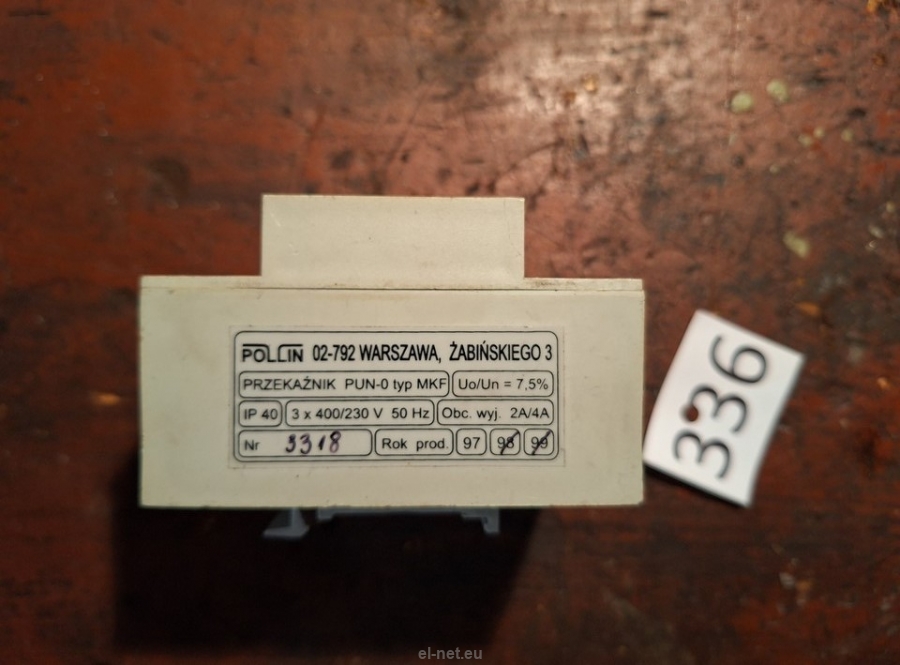 POLLIN 02-792 WARSZAWA, ŻABIŃSKIEGO 3
PRZEKAŹNIK PUN-0 typ MKF Uo/Un = 7,5%
IP 40 3 x 400/230 V 50 Hz Obc. wyj. 2A/4A
Nr 3318 Rok prod. 97 98 99
336
el-net.eu